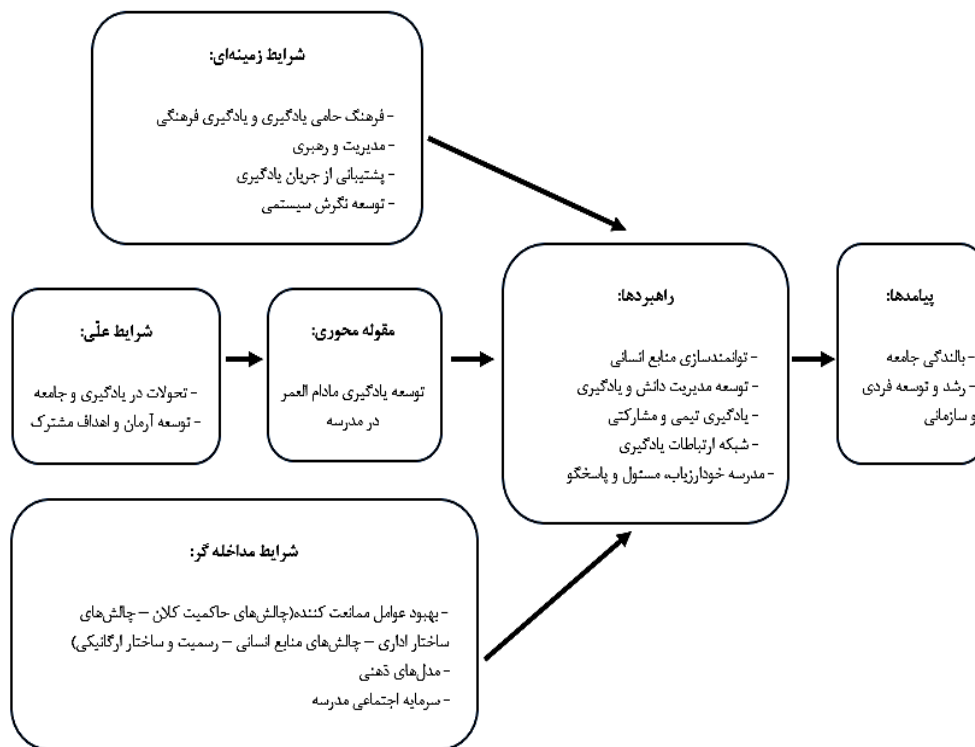 شرایط زمینه‌ای:
- فرهنگ حامی یادگیری و یادگیری فرهنگی
- مدیریت و رهبری
- پشتیبانی از جریان یادگیری
- توسعه نگرش سیستمی
شرایط علّی:
- تحولات در یادگیری و جامعه
- توسعه آرمان و اهداف مشترک
مقوله محوری:
توسعه یادگیری مادام العمر
در مدرسه
راهبردها:
- توانمندسازی منابع انسانی
- توسعه مدیریت دانش و یادگیری
- یادگیری تیمی و مشارکتی
- شبکه ارتباطات یادگیری
- مدرسه خودارزیاب، مسئول و پاسخگو
پیامدها:
- بالندگی جامعه
- رشد و توسعه فردی
و سازمانی
شرایط مداخله گر:
- بهبود عوامل ممانعت کننده(چالش‌های حاکمیت کلان – چالش‌های
ساختار اداری – چالش‌های منابع انسانی – رسمیت و ساختار ارگانیکی)
- مدل‌های ذهنی
- سرمایه اجتماعی مدرسه